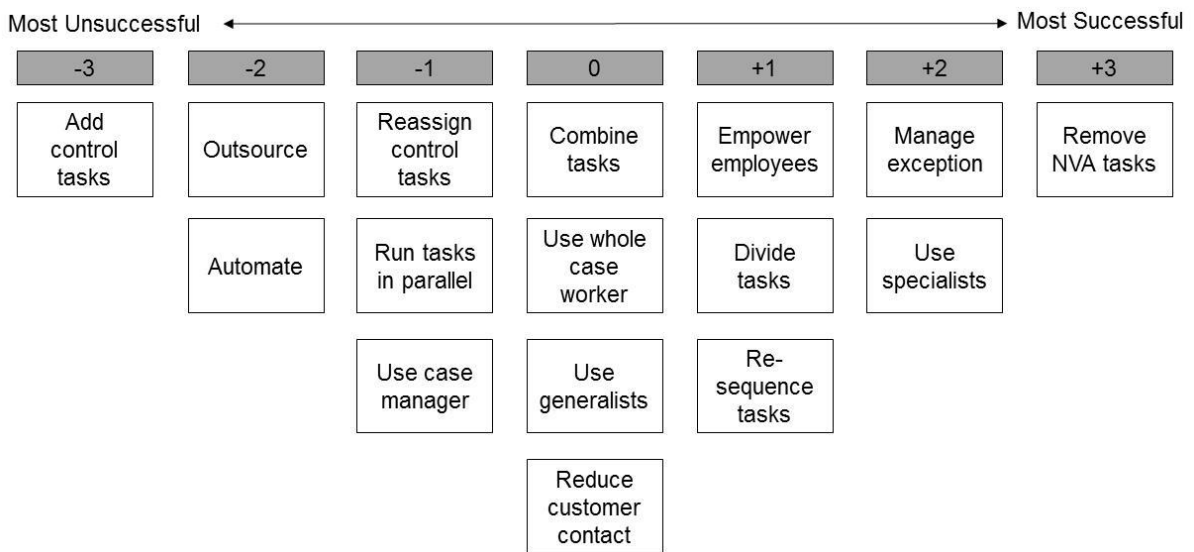 Most Unsuccessful
Most Successful
-3
-2
-1
0
+1
+2
+3
Add
control
tasks
Outsource
Reassign
control
tasks
Combine
tasks
Empower
employees
Manage
exception
Remove
NVA tasks
Automate
Run tasks
in parallel
Use whole
case
worker
Divide
tasks
Use
specialists
Use case
manager
Use
generalists
Re-
sequence
tasks
Reduce
customer
contact